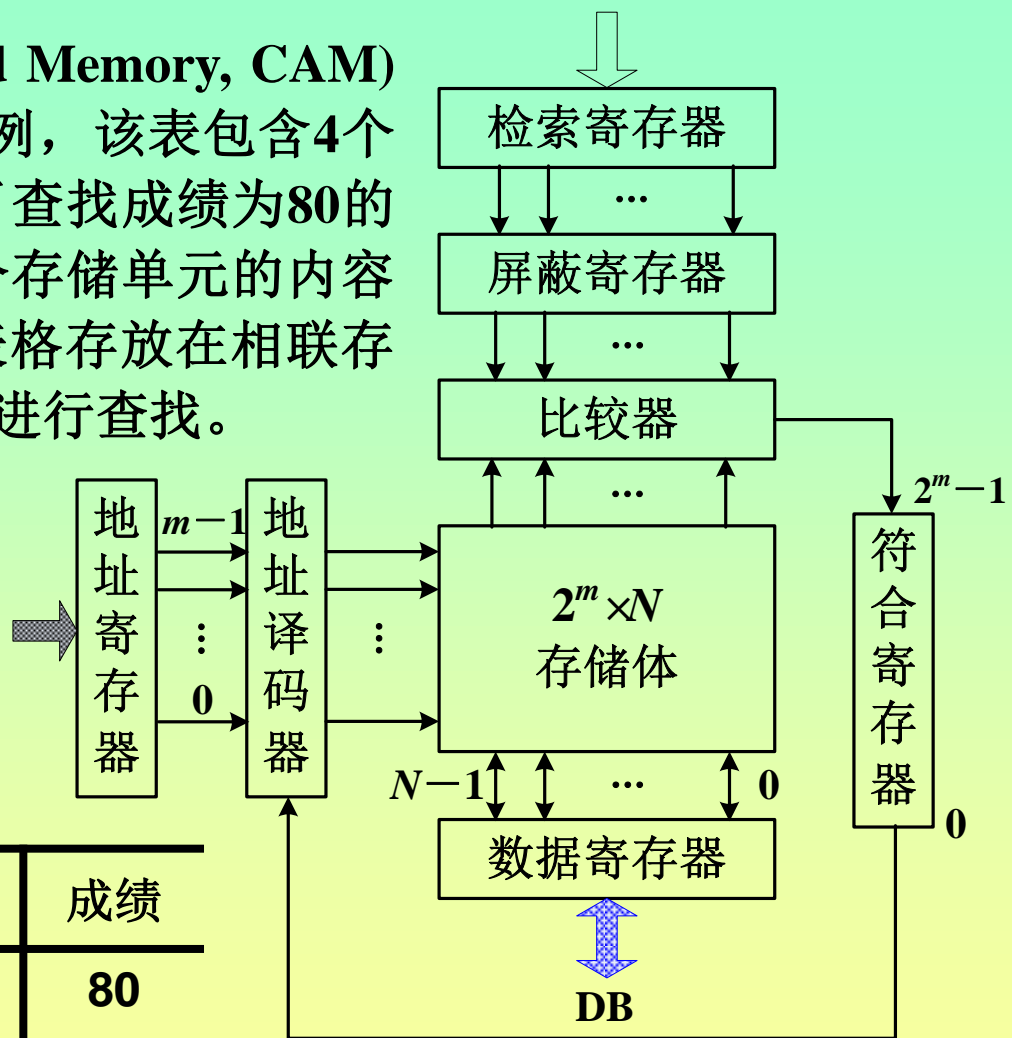 Memory, CAM)
例，该表包含4个
查找成绩为80的
存储单元的内容
格存放在相联存
进行查找。
检索寄存器
...
屏蔽寄存器
...
比较器
...
2^m－1
地址寄存器
m－1
⋮
0
地址译码器
⋮
2^m×N
存储体
符合寄存器
0
N－1
...
0
数据寄存器
DB
成绩
80